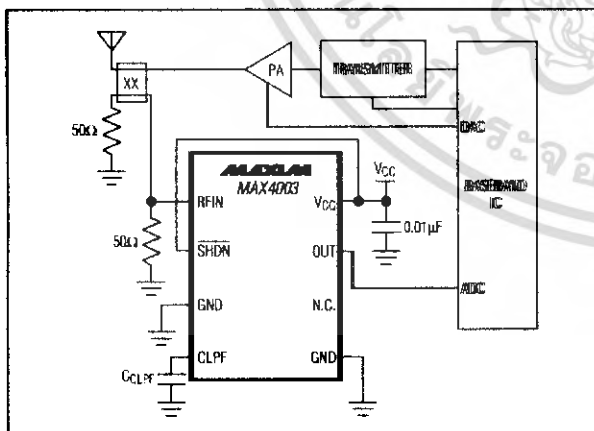 XX
PA
TRANSMITTER
50Ω
DAC
BASEBAND
IC
MAXIM
MAX4003
VCC
RFIN
VCC
0.01µF
50Ω
SHDN
OUT
GND
N.C.
ADC
CLPF
GND
CCLPF